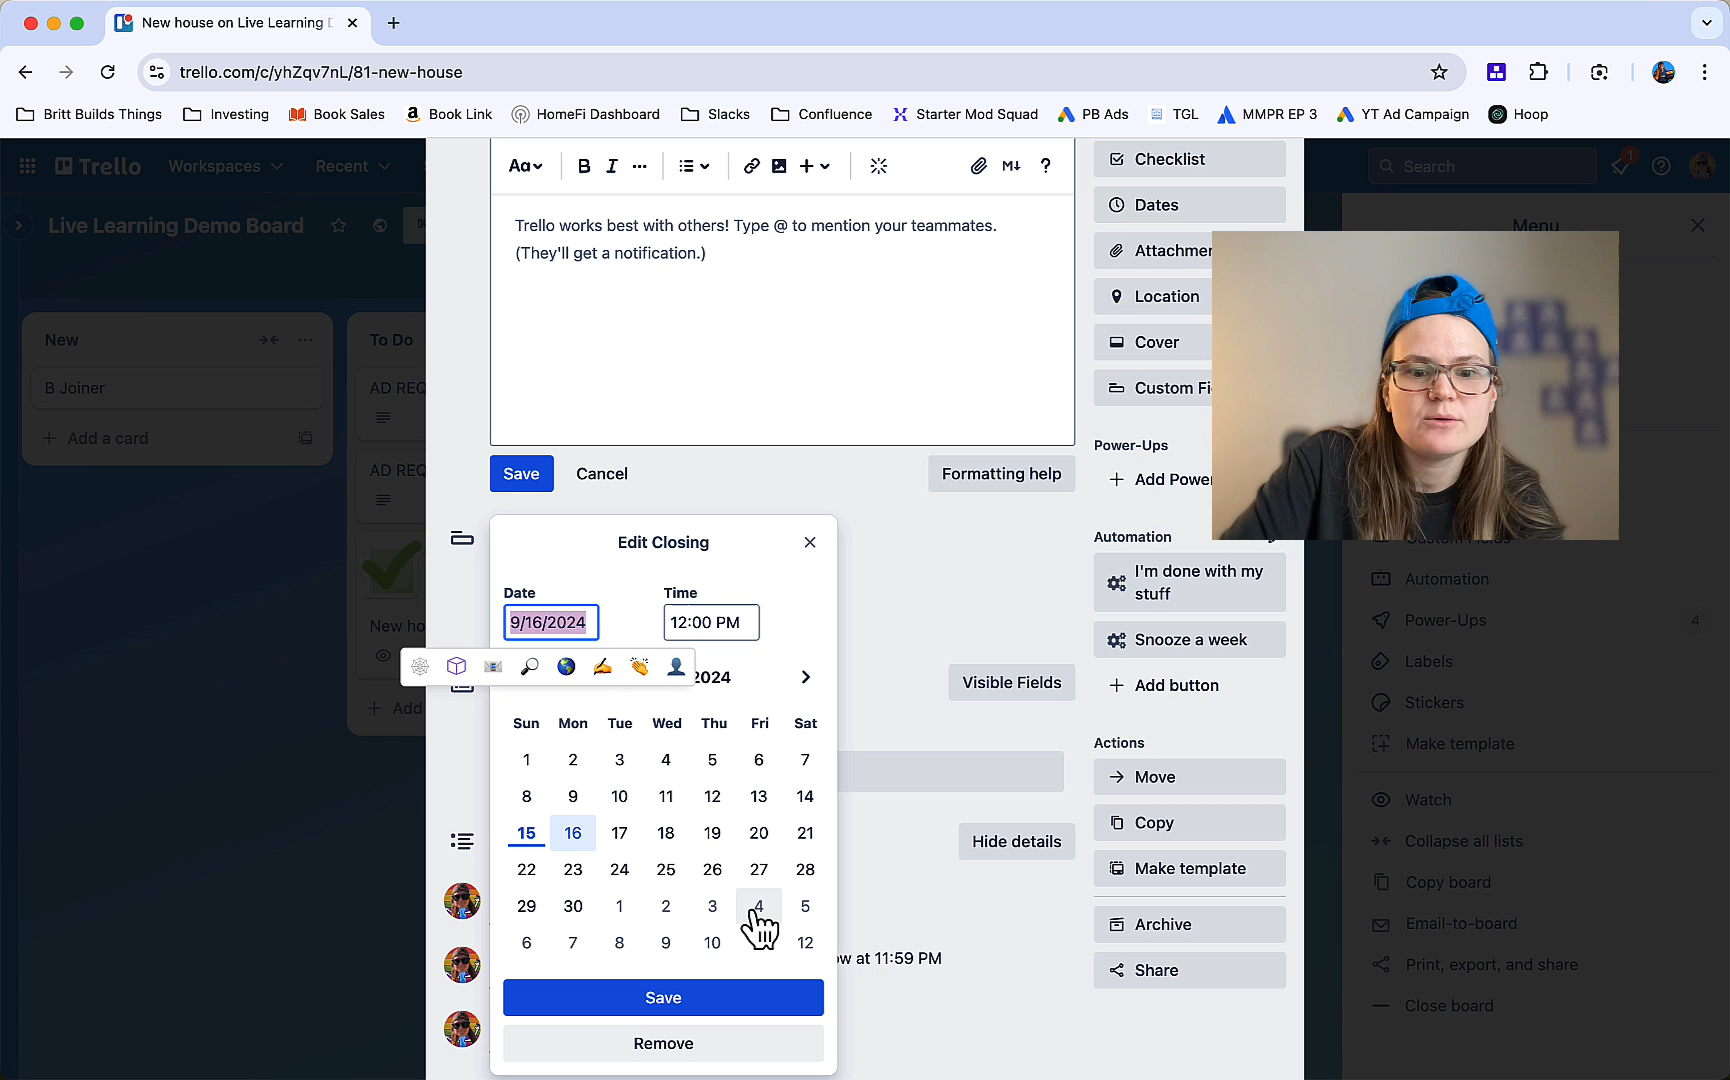 New house on Live Learning D
trello.com/c/yhZqv7nL/81-new-house
Britt Builds Things
Investing
Book Sales
Book Link
HomeFi Dashboard
Slacks
Confluence
Starter Mod Squad
PB Ads
TGL
MMPR EP 3
YT Ad Campaign
Hoop
Trello
Workspaces
Recent
Search
1
Live Learning Demo Board
New
B Joiner
Add a card
To Do
AD REQ
AD REQ
New ho
Add
Aa
B
I
M
?
Trello works best with others! Type @ to mention your teammates.
(They'll get a notification.)
Save
Cancel
Formatting help
Edit Closing
Date
Time
9/16/2024
12:00 PM
2024
Sun Mon Tue Wed Thu Fri Sat
1 2 3 4 5 6 7
8 9 10 11 12 13 14
15 16 17 18 19 20 21
22 23 24 25 26 27 28
29 30 1 2 3 4 5
6 7 8 9 10 12
Save
Remove
Visible Fields
Hide details
ow at 11:59 PM
Checklist
Dates
Attachmen
Location
Cover
Custom Fi
Power-Ups
Add Power
Automation
I'm done with my
stuff
Snooze a week
Add button
Actions
Move
Copy
Make template
Archive
Share
Menu
Custom Fields
Automation
Power-Ups
4
Labels
Stickers
Make template
Watch
Collapse all lists
Copy board
Email-to-board
Print, export, and share
Close board